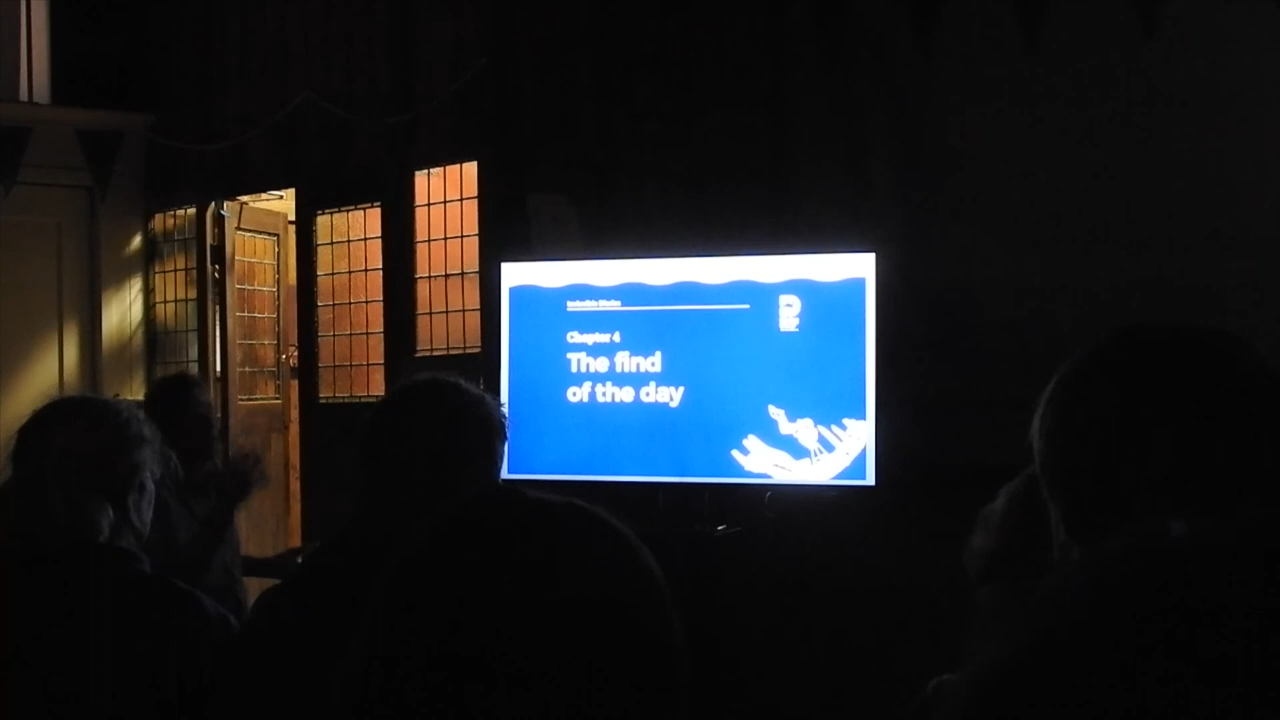 Chapter 4
The find
of the day